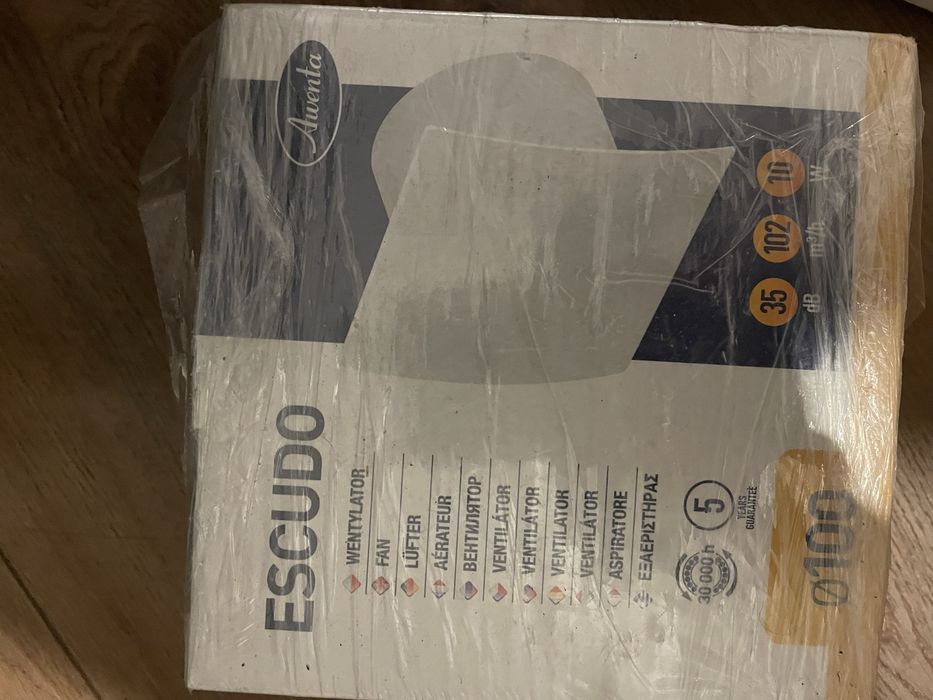 Awenta
ESCUDO
WENTYLATOR
FAN
LÜFTER
AÉRATEUR
ВЕНТИЛЯТОР
VENTILÁTOR
VENTILÁTOR
VENTILATOR
VENTILÁTOR
ASPIRATORE
ΕΞΑΕΡΙΣΤΗΡΑΣ
30 000 h
5
YEARS
GUARANTEE
35 dB
102 m³/h
10 W
Ø100